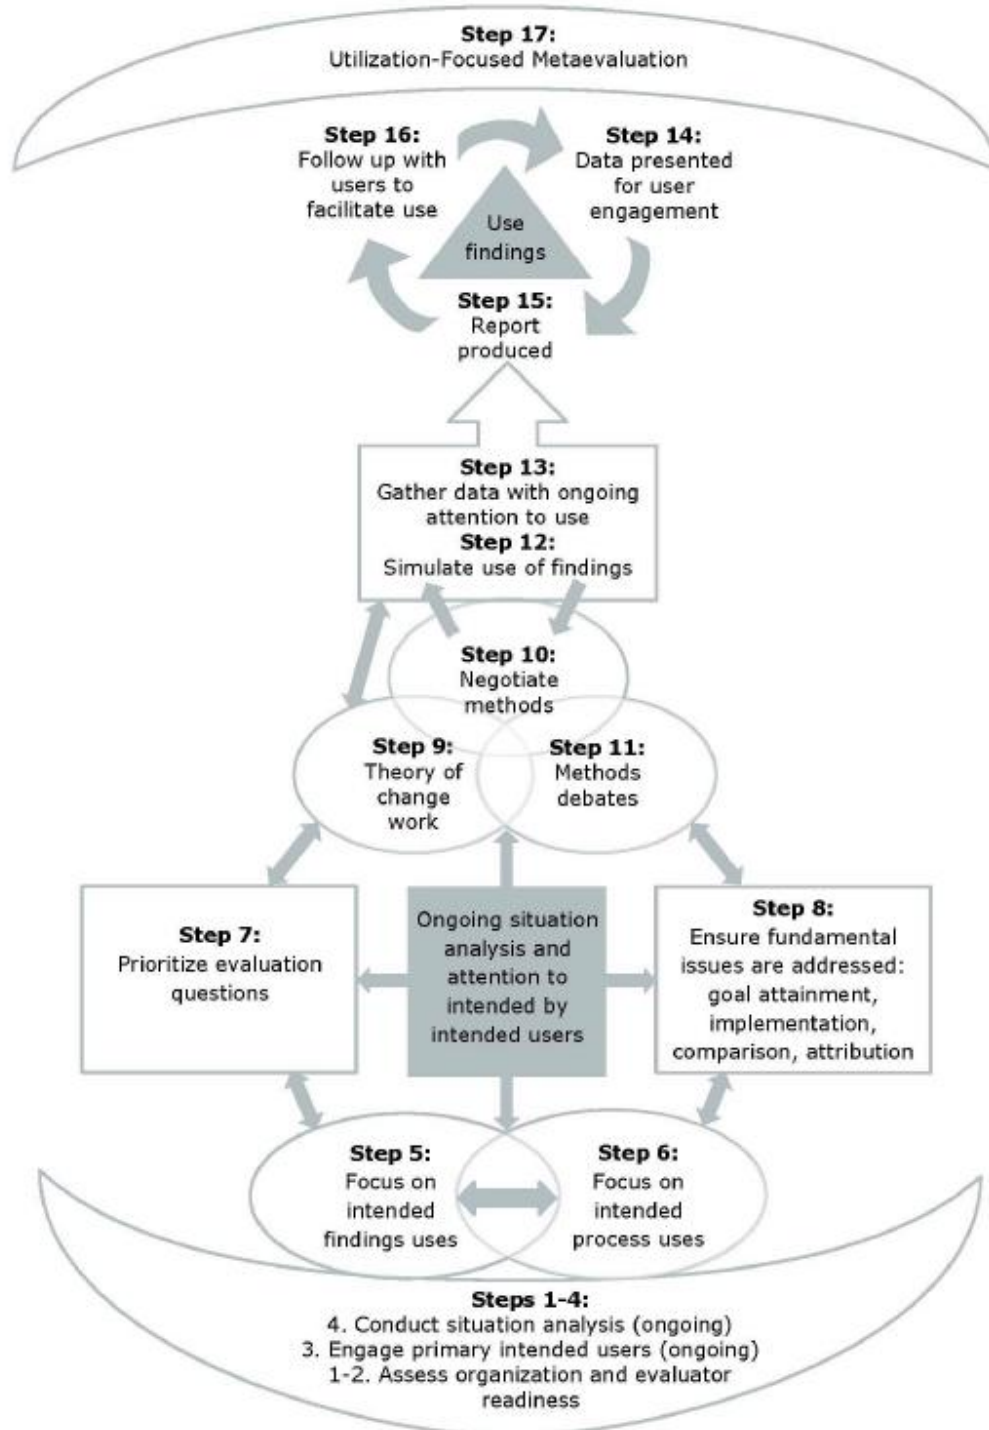 Step 17:
Utilization-Focused Metaevaluation
Step 16:
Follow up with
users to
facilitate use
Step 14:
Data presented
for user
engagement
Use
findings
Step 15:
Report
produced
Step 13:
Gather data with ongoing
attention to use
Step 12:
Simulate use of findings
Step 10:
Negotiate
methods
Step 9:
Theory of
change
work
Step 11:
Methods
debates
Step 7:
Prioritize evaluation
questions
Ongoing situation
analysis and
attention to
intended by
intended users
Step 8:
Ensure fundamental
issues are addressed:
goal attainment,
implementation,
comparison, attribution
Step 5:
Focus on
intended
findings uses
Step 6:
Focus on
intended
process uses
Steps 1-4:
4. Conduct situation analysis (ongoing)
3. Engage primary intended users (ongoing)
1-2. Assess organization and evaluator
readiness